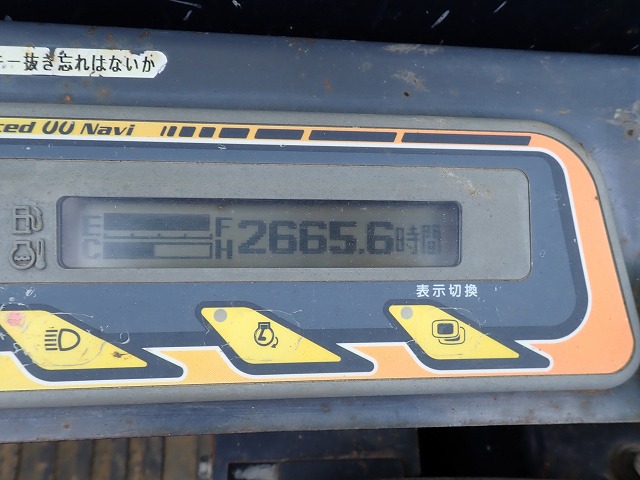 キー抜き忘れはないか
ced UU Navi
E F 2665.6時間
C H
表示切換